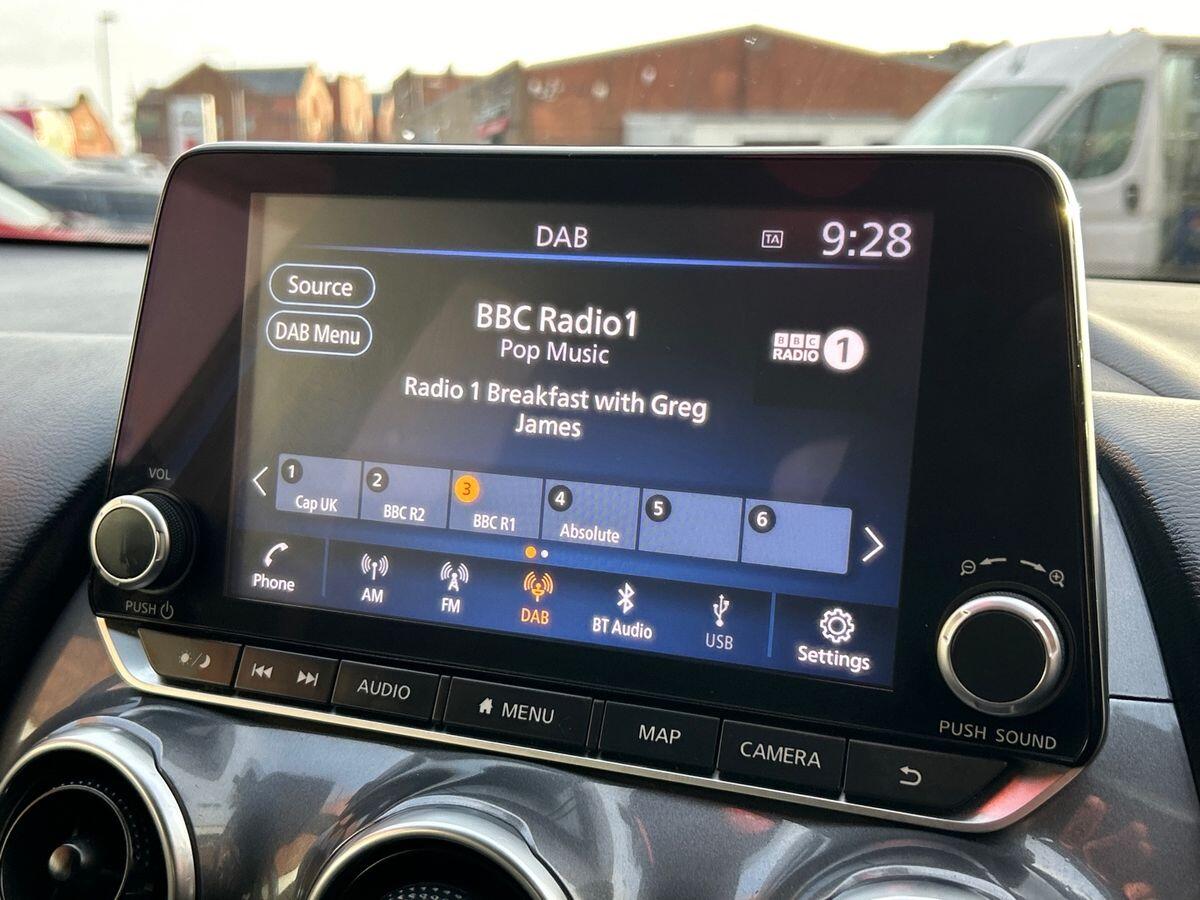 DAB
TA
9:28
Source
DAB Menu
BBC Radio1
Pop Music
BBC
RADIO 1
Radio 1 Breakfast with Greg
James
1
Cap UK
2
BBC R2
3
BBC R1
4
Absolute
5
6
VOL
PUSH
Phone
AM
FM
DAB
BT Audio
USB
Settings
AUDIO
MENU
MAP
CAMERA
PUSH SOUND